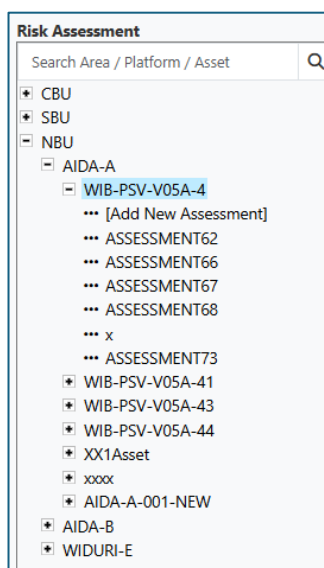 Risk Assessment
Search Area / Platform / Asset
CBU
SBU
NBU
AIDA-A
WIB-PSV-V05A-4
[Add New Assessment]
ASSESSMENT62
ASSESSMENT66
ASSESSMENT67
ASSESSMENT68
x
ASSESSMENT73
WIB-PSV-V05A-41
WIB-PSV-V05A-43
WIB-PSV-V05A-44
XX1Asset
xxxx
AIDA-A-001-NEW
AIDA-B
WIDURI-E